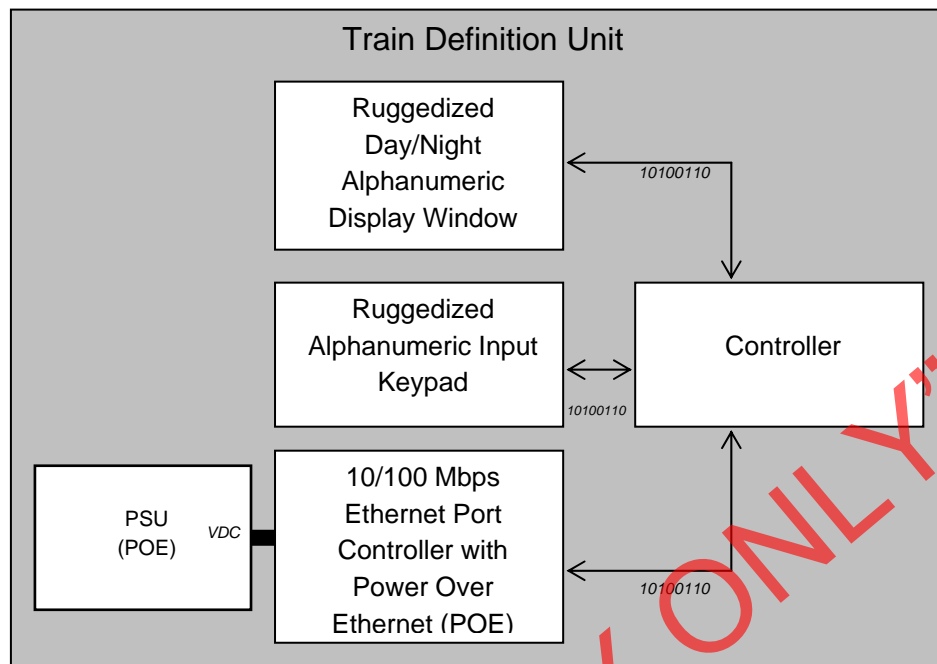 Train Definition Unit
Ruggedized
Day/Night
Alphanumeric
Display Window
10100110
Ruggedized
Alphanumeric Input
Keypad
10100110
Controller
PSU
(POE)
VDC
10/100 Mbps
Ethernet Port
Controller with
Power Over
Ethernet (POE)
10100110
ONLY”